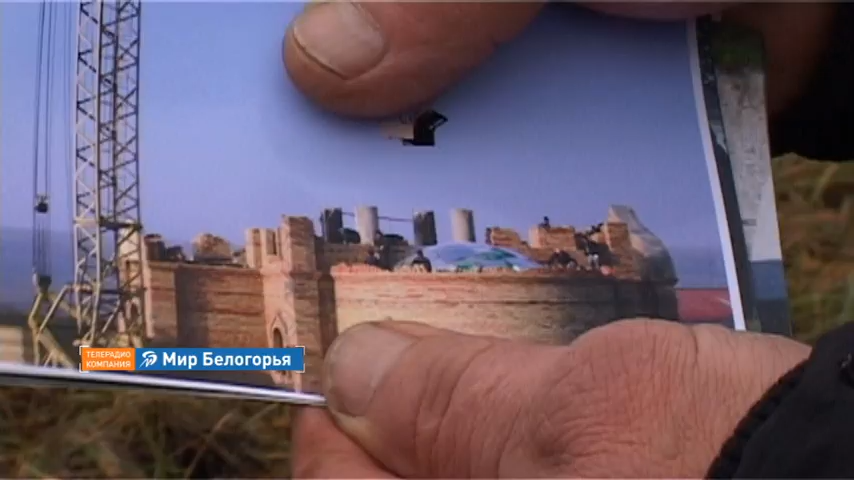 ТЕЛЕРАДИО
КОМПАНИЯ
Мир Белогорья